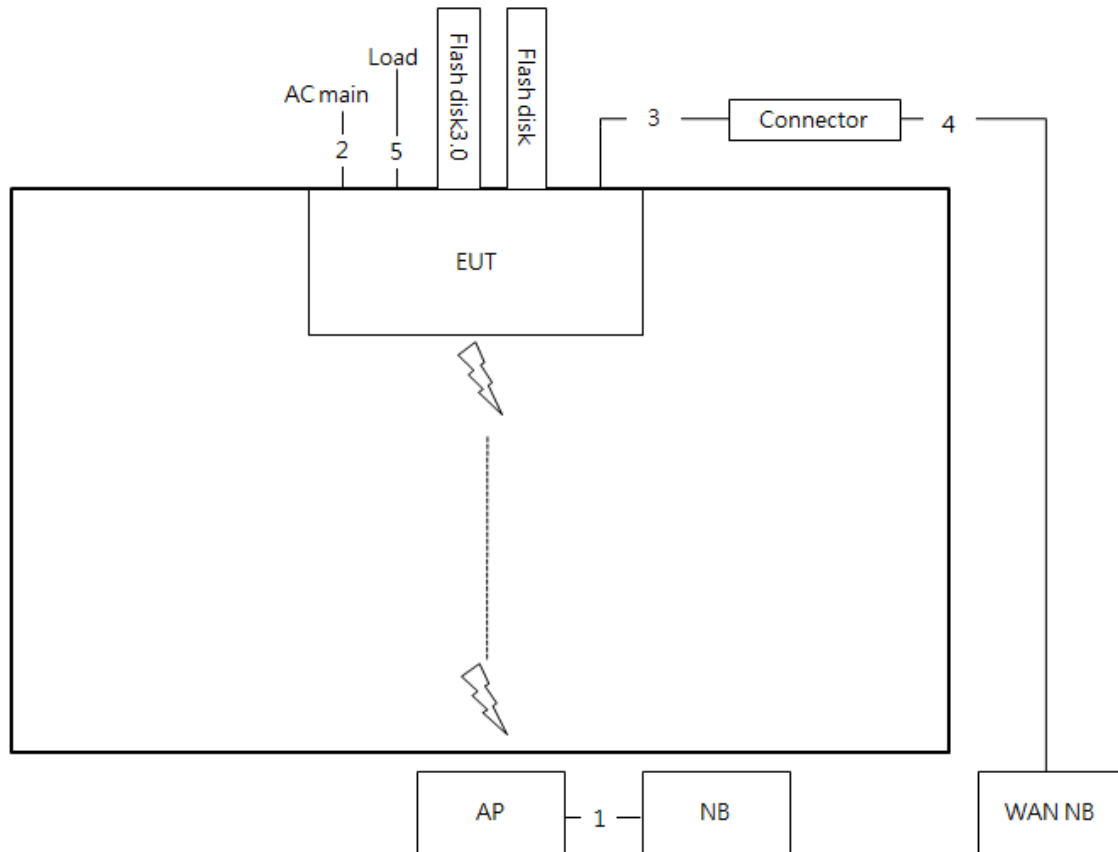 Load
AC main
2
5
Flash disk3.0
Flash disk
3
Connector
4
EUT
AP
1
NB
WAN NB